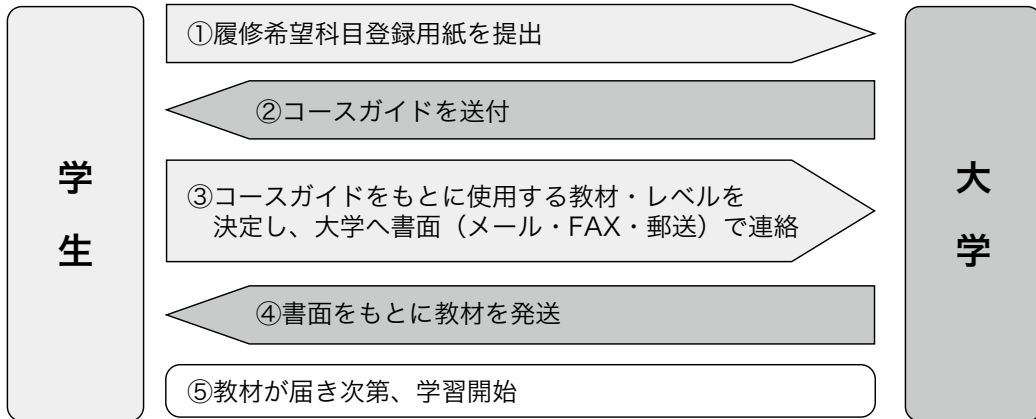 学生
①履修希望科目登録用紙を提出
②コースガイドを送付
③コースガイドをもとに使用する教材・レベルを
決定し、大学へ書面（メール・FAX・郵送）で連絡
④書面をもとに教材を発送
⑤教材が届き次第、学習開始
大学